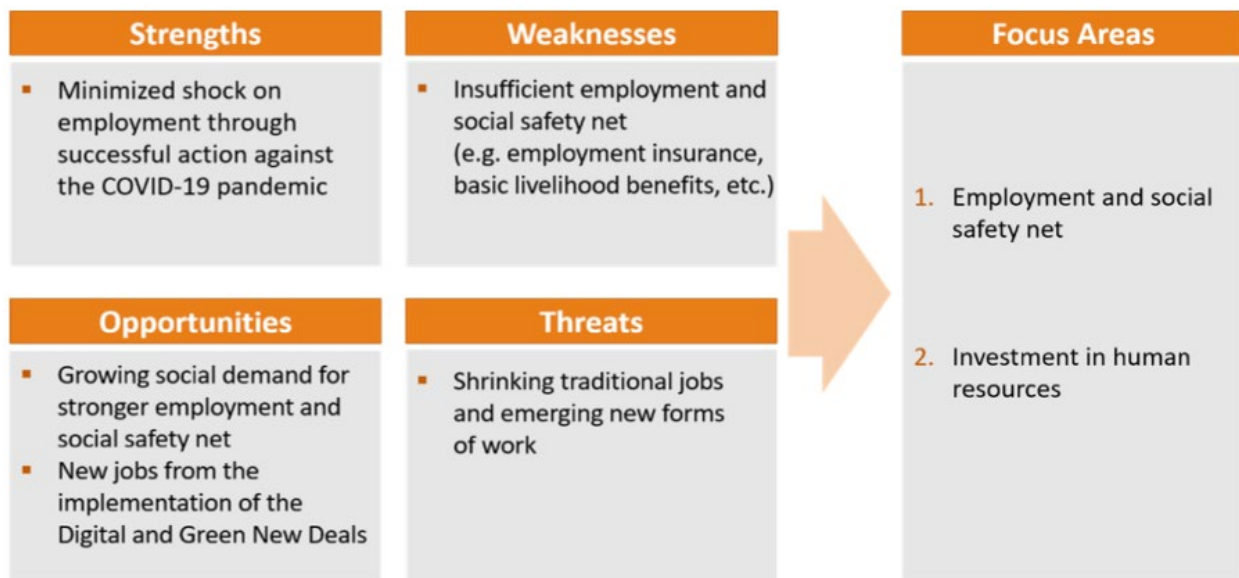 Strengths
▪ Minimized shock on
employment through
successful action against
the COVID-19 pandemic
Weaknesses
▪ Insufficient employment and
social safety net
(e.g. employment insurance,
basic livelihood benefits, etc.)
Opportunities
▪ Growing social demand for
stronger employment and
social safety net
▪ New jobs from the
implementation of the
Digital and Green New Deals
Threats
▪ Shrinking traditional jobs
and emerging new forms
of work
Focus Areas
1. Employment and social
safety net
2. Investment in human
resources